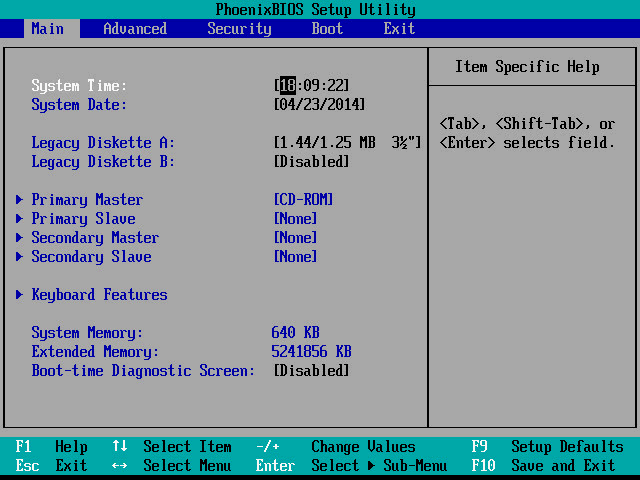 PhoenixBIOS Setup Utility
Main Advanced Security Boot Exit
Item Specific Help
System Time: [18:09:22]
System Date: [04/23/2014]
<Tab>, <Shift-Tab>, or
<Enter> selects field.
Legacy Diskette A: [1.44/1.25 MB 3½"]
Legacy Diskette B: [Disabled]
Primary Master [CD-ROM]
Primary Slave [None]
Secondary Master [None]
Secondary Slave [None]
Keyboard Features
System Memory: 640 KB
Extended Memory: 5241856 KB
Boot-time Diagnostic Screen: [Disabled]
F1 Help ↑↓ Select Item -/+ Change Values F9 Setup Defaults
Esc Exit ↔ Select Menu Enter Select ▶ Sub-Menu F10 Save and Exit